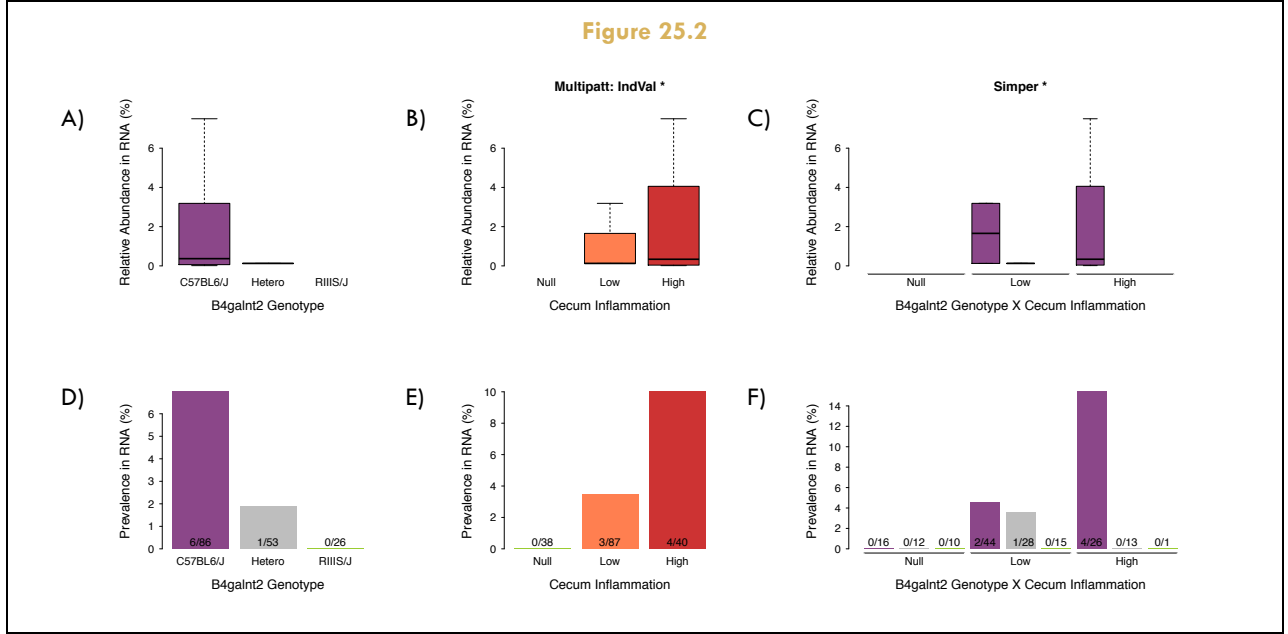 Figure 25.2
A)
Relative Abundance in RNA (%)
6
4
2
0
C57BL6/J Hetero RIIIS/J
B4galnt2 Genotype
B)
Multipatt: IndVal *
Relative Abundance in RNA (%)
6
4
2
0
Null Low High
Cecum Inflammation
C)
Simper *
Relative Abundance in RNA (%)
6
4
2
0
Null Low High
B4galnt2 Genotype X Cecum Inflammation
D)
Prevalence in RNA (%)
6
5
4
3
2
1
0
6/86 1/53 0/26
C57BL6/J Hetero RIIIS/J
B4galnt2 Genotype
E)
Prevalence in RNA (%)
10
8
6
4
2
0
0/38 3/87 4/40
Null Low High
Cecum Inflammation
F)
Prevalence in RNA (%)
14
12
10
8
6
4
2
0
0/16 0/12 0/10 2/44 1/28 0/15 4/26 0/13 0/1
Null Low High
B4galnt2 Genotype X Cecum Inflammation